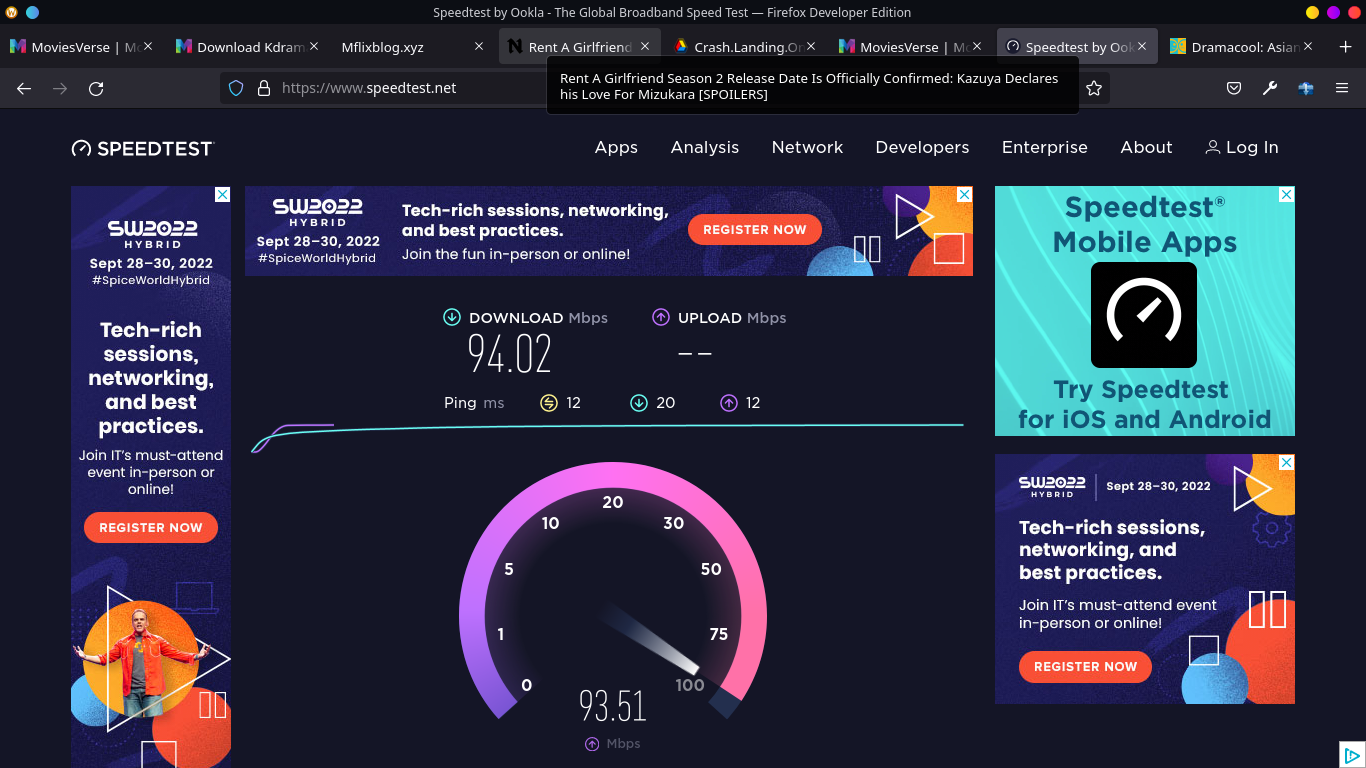 Speedtest by Ookla - The Global Broadband Speed Test — Firefox Developer Edition
MoviesVerse | Mo
Download Kdram
Mflixblog.xyz
Rent A Girlfriend
Crash.Landing.On
MoviesVerse | Mo
Speedtest by Ook
Dramacool: Asian
https://www.speedtest.net
Rent A Girlfriend Season 2 Release Date Is Officially Confirmed: Kazuya Declares
his Love For Mizukara [SPOILERS]
SPEEDTEST
Apps
Analysis
Network
Developers
Enterprise
About
Log In
SW2022
HYBRID
Sept 28–30, 2022
#SpiceWorldHybrid
Tech-rich
sessions,
networking,
and best
practices.
Join IT's must-attend
event in-person or
online!
REGISTER NOW
SW2022
HYBRID
Sept 28–30, 2022
#SpiceWorldHybrid
Tech-rich sessions, networking,
and best practices.
Join the fun in-person or online!
REGISTER NOW
DOWNLOAD Mbps
94.02
UPLOAD Mbps
– –
Ping ms 12 20 12
0
1
5
10
20
30
50
75
100
93.51
Mbps
Speedtest®
Mobile Apps
Try Speedtest
for iOS and Android
SW2022
HYBRID
Sept 28–30, 2022
Tech-rich sessions,
networking, and
best practices.
Join IT's must-attend event
in-person or online!
REGISTER NOW